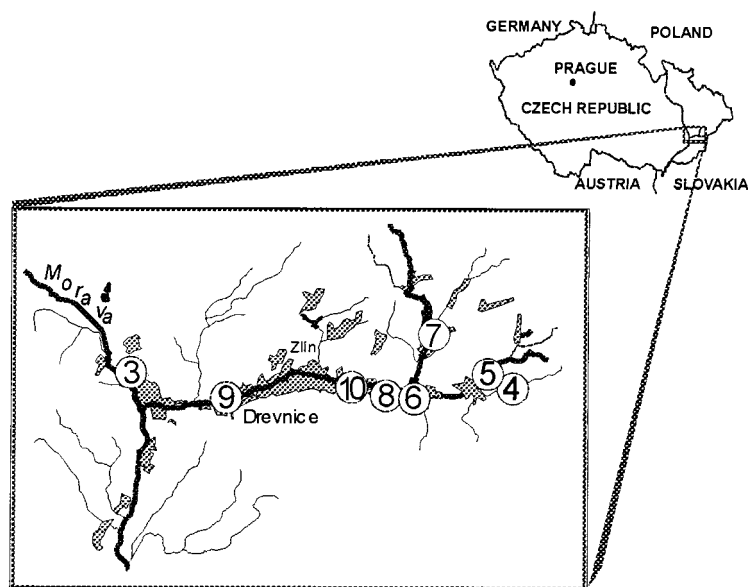 GERMANY
POLAND
PRAGUE
CZECH REPUBLIC
AUSTRIA
SLOVAKIA
Morava
Zlin
7
3
5
4
9
10
8
6
Drevnice